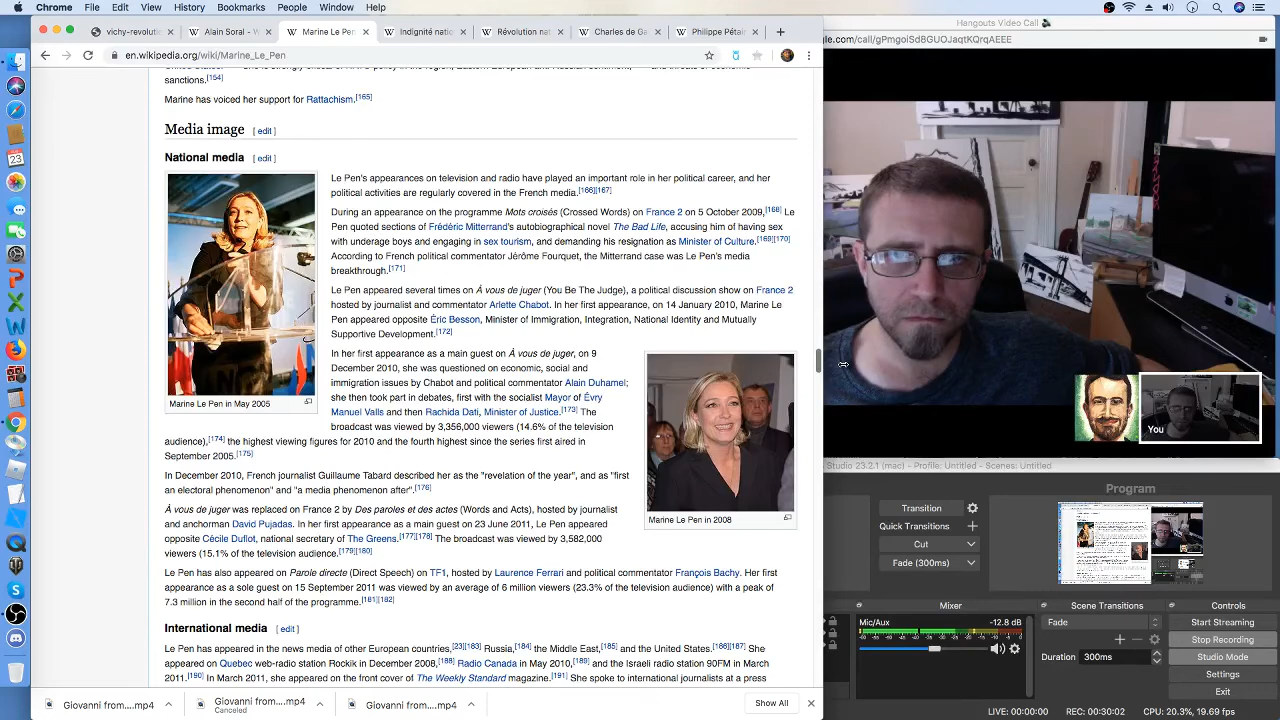 Chrome File Edit View History Bookmarks People Window Help
vichy-revolutio
Alain Soral - W
Marine Le Pen
Indignité natio
Révolution nat
Charles de Ga
Philippe Pétai
en.wikipedia.org/wiki/Marine_Le_Pen
sanctions.[154]
Marine has voiced her support for Rattachism.[165]
Media image [ edit ]
National media [ edit ]
Le Pen's appearances on television and radio have played an important role in her political career, and her
political activities are regularly covered in the French media.[166][167]
During an appearance on the programme Mots croisés (Crossed Words) on France 2 on 5 October 2009,[168] Le
Pen quoted sections of Frédéric Mitterrand's autobiographical novel The Bad Life, accusing him of having sex
with underage boys and engaging in sex tourism, and demanding his resignation as Minister of Culture.[169][170]
According to French political commentator Jérôme Fourquet, the Mitterrand case was Le Pen's media
breakthrough.[171]
Le Pen appeared several times on À vous de juger (You Be The Judge), a political discussion show on France 2
hosted by journalist and commentator Arlette Chabot. In her first appearance, on 14 January 2010, Marine Le
Pen appeared opposite Éric Besson, Minister of Immigration, Integration, National Identity and Mutually
Supportive Development.[172]
Marine Le Pen in May 2005
In her first appearance as a main guest on À vous de juger, on 9
December 2010, she was questioned on economic, social and
immigration issues by Chabot and political commentator Alain Duhamel;
she then took part in debates, first with the socialist Mayor of Évry
Manuel Valls and then Rachida Dati, Minister of Justice.[173] The
broadcast was viewed by 3,356,000 viewers (14.6% of the television
audience),[174] the highest viewing figures for 2010 and the fourth highest since the series first aired in
September 2005.[175]
Marine Le Pen in 2008
In December 2010, French journalist Guillaume Tabard described her as the "revelation of the year", and as "first
an electoral phenomenon" and "a media phenomenon after".[176]
À vous de juger was replaced on France 2 by Des paroles et des actes (Words and Acts), hosted by journalist
and anchorman David Pujadas. In her first appearance as a main guest on 23 June 2011, Le Pen appeared
opposite Cécile Duflot, national secretary of The Greens.[177][178] The broadcast was viewed by 3,582,000
viewers (15.1% of the television audience).[179][180]
Le Pen has also appeared on Parole directe (Direct Speech) on TF1, hosted by Laurence Ferrari and political commentator François Bachy. Her first
appearance as a sole guest on 15 September 2011 was viewed by an average of 6 million viewers (23.3% of the television audience) with a peak of
7.3 million in the second half of the programme.[181][182]
International media [ edit ]
Le Pen has appeared in the news media of other European countries,[23][183] Russia,[184] the Middle East,[185] and the United States.[166][187] She
appeared on Quebec web-radio station Rockik in December 2008,[188] Radio Canada in May 2010,[189] and the Israeli radio station 90FM in March
2011.[190] In March 2011, she appeared on the front cover of The Weekly Standard magazine.[191] She spoke to international journalists at a press
Giovanni from....mp4
Giovanni from....mp4
Canceled
Giovanni from....mp4
Show All
Hangouts Video Call
le.com/call/gPmgoiSd8GUOJaqtKQrqAEEE
You
Studio 23.2.1 (mac) - Profile: Untitled - Scenes: Untitled
Program
Transition
Quick Transitions
Cut
Fade (300ms)
Mixer
Mic/Aux
-12.8 dB
Scene Transitions
Fade
Duration 300ms
Controls
Start Streaming
Stop Recording
Studio Mode
Settings
Exit
LIVE: 00:00:00 REC: 00:30:02 CPU: 20.3%, 19.69 fps